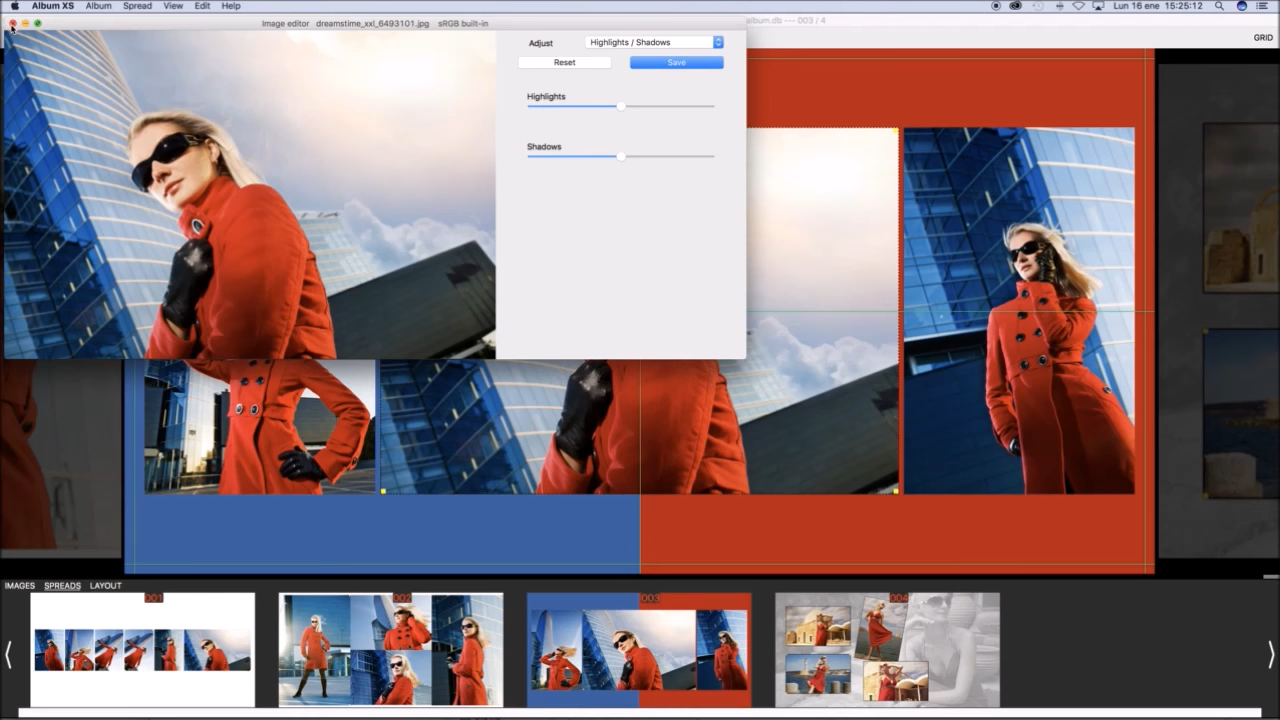 Album XS Album Spread View Edit Help Lun 16 ene 15:25:12
Image editor dreamstime_xxl_6493101.jpg sRGB built-in album.db --- 003 / 4
GRID
Adjust Highlights / Shadows
Reset Save
Highlights
Shadows
IMAGES SPREADS LAYOUT
001 002 003 004